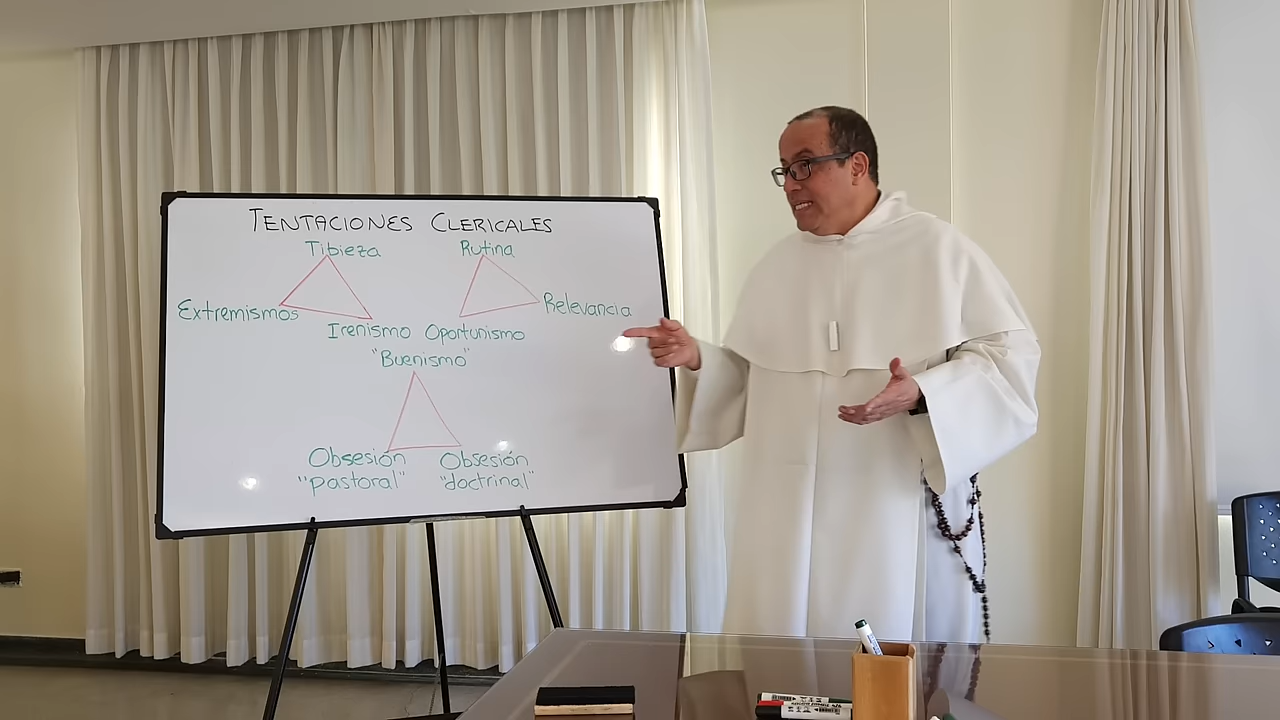 TENTACIONES CLERICALES
Tibieza Rutina
Extremismos Relevancia
Irenismo Oportunismo
"Buenismo"
Obsesión Obsesión
"pastoral" "doctrinal"